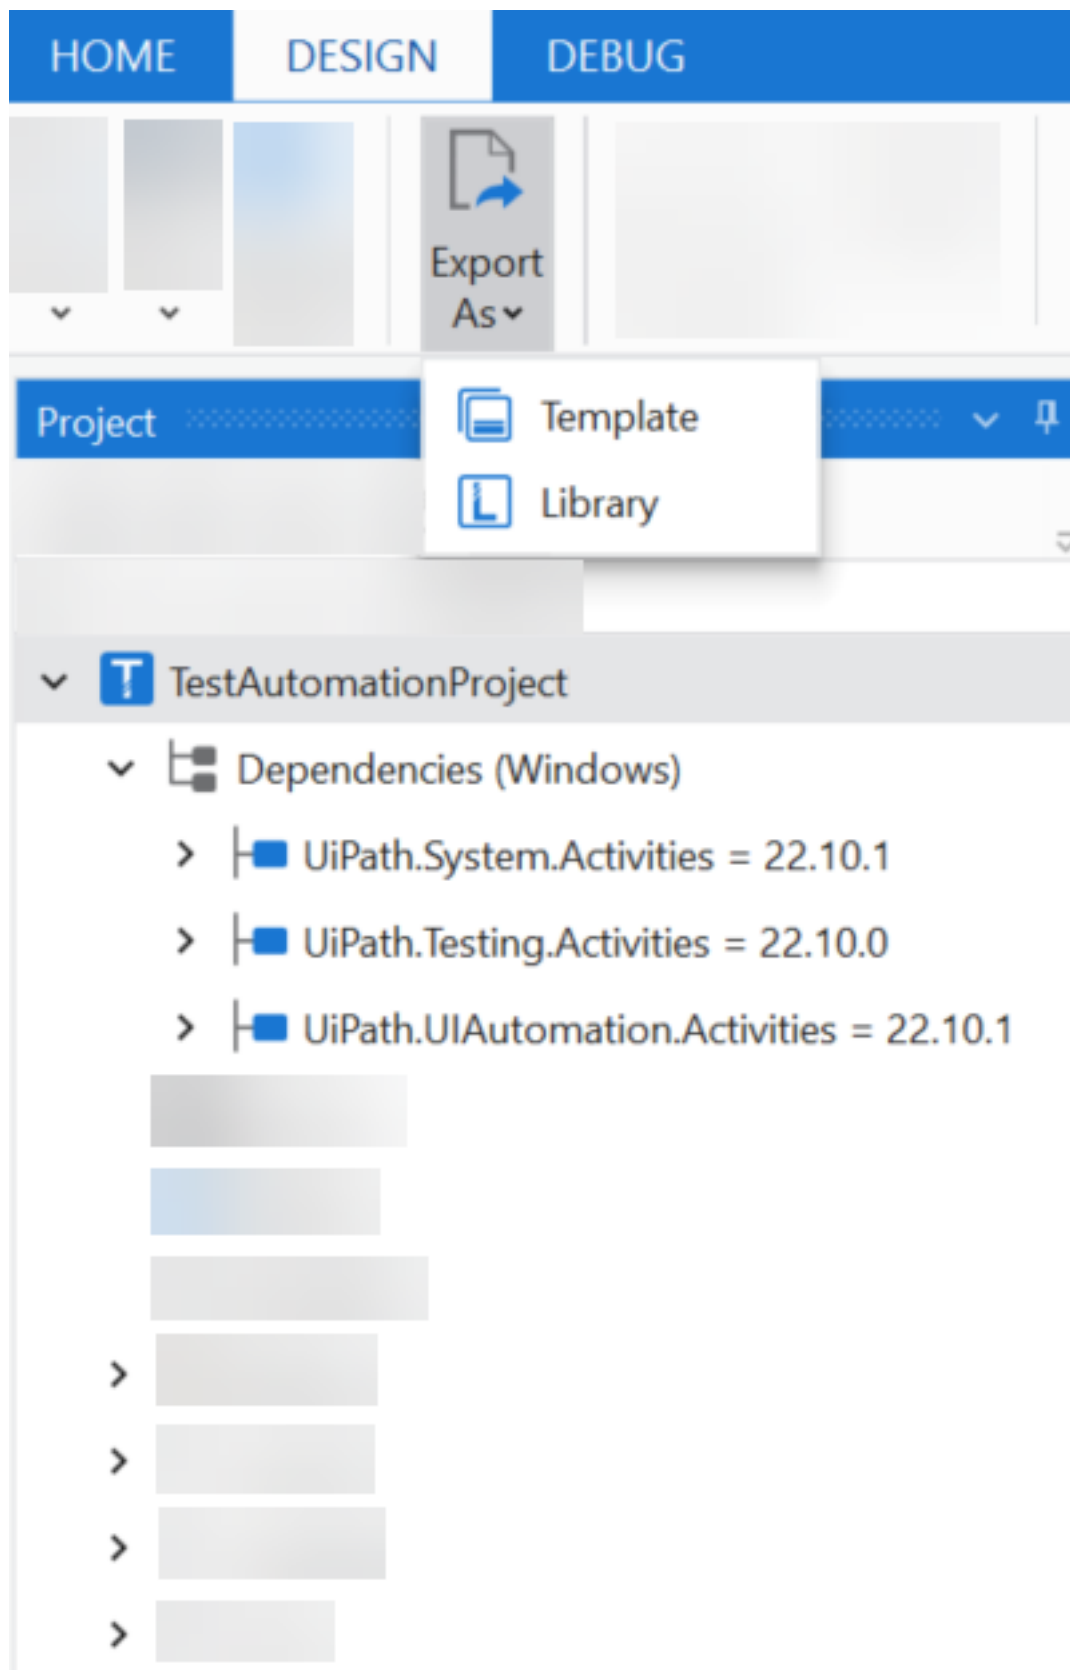 HOME DESIGN DEBUG
Export
As
Template
Project
Library
TestAutomationProject
Dependencies (Windows)
UiPath.System.Activities = 22.10.1
UiPath.Testing.Activities = 22.10.0
UiPath.UIAutomation.Activities = 22.10.1